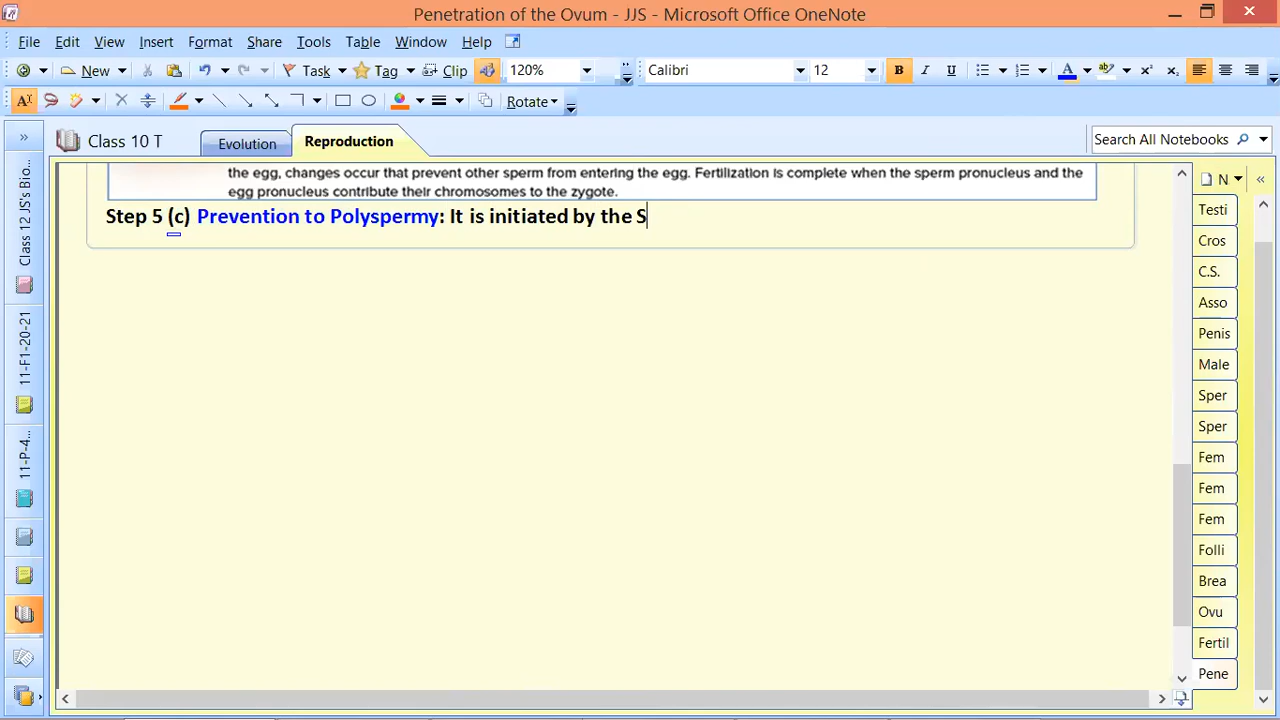 Penetration of the Ovum - JJS - Microsoft Office OneNote
File Edit View Insert Format Share Tools Table Window Help
New Task Tag Clip 120% Calibri 12 B I U A ab x² x₂
A Rotate
Class 10 T Evolution Reproduction Search All Notebooks
Class 12 JS's Bio...
11-F1-20-21
11-P-4...
the egg, changes occur that prevent other sperm from entering the egg. Fertilization is complete when the sperm pronucleus and the
egg pronucleus contribute their chromosomes to the zygote.
Step 5 (c) Prevention to Polyspermy: It is initiated by the S
N
Testi
Cros
C.S.
Asso
Penis
Male
Sper
Sper
Fem
Fem
Fem
Folli
Brea
Ovu
Fertil
Pene